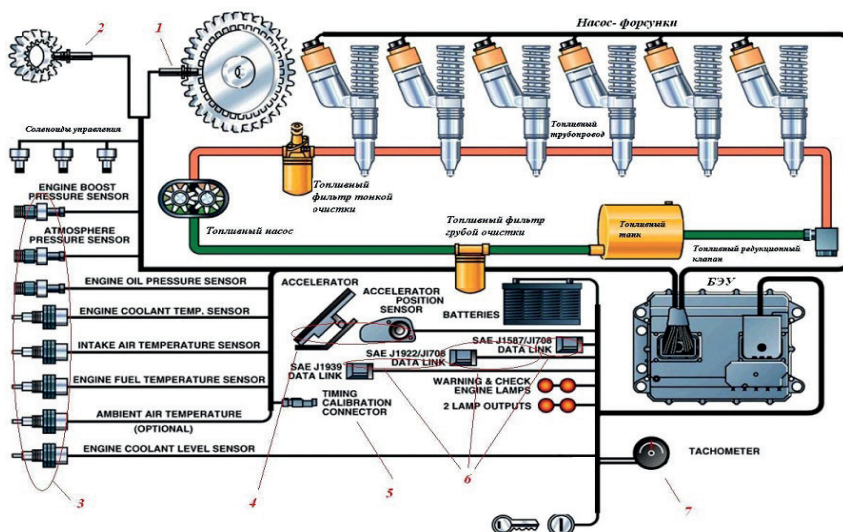 2
1
Насос- форсунки
Соленоиды управления
Топливный
трубопровод
ENGINE BOOST
PRESSURE SENSOR
Топливный
фильтр тонкой
очистки
ATMOSPHERE
PRESSURE SENSOR
Топливный насос
Топливный фильтр
грубой очистки
Топливный
танк
Топливный редукционный
клапан
ENGINE OIL PRESSURE SENSOR
ACCELERATOR
ACCELERATOR
POSITION
SENSOR
BATTERIES
БЭУ
ENGINE COOLANT TEMP. SENSOR
INTAKE AIR TEMPERATURE SENSOR
SAE J1587/J1708
DATA LINK
SAE J1922/J1708
DATA LINK
SAE J1939
DATA LINK
ENGINE FUEL TEMPERATURE SENSOR
WARNING & CHECK
ENGINE LAMPS
2 LAMP OUTPUTS
AMBIENT AIR TEMPERATURE
(OPTIONAL)
TIMING
CALIBRATION
CONNECTOR
ENGINE COOLANT LEVEL SENSOR
TACHOMETER
3
4
5
6
7